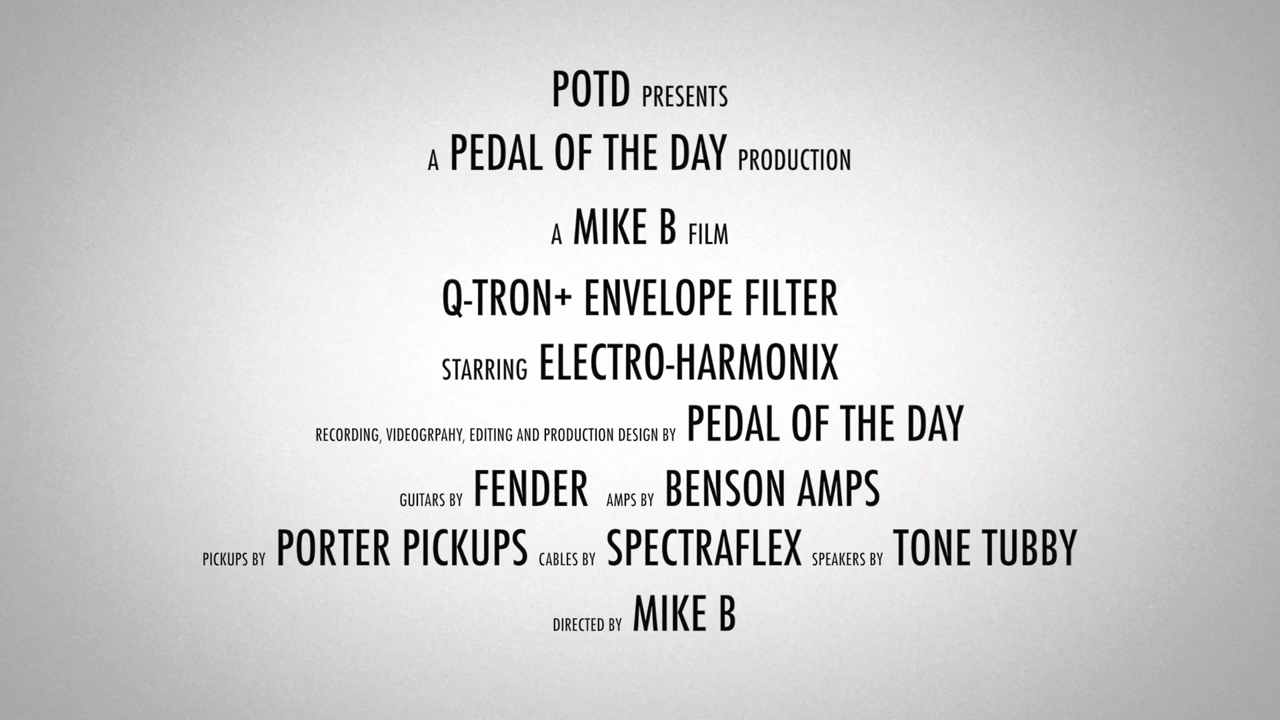 POTD PRESENTS
A PEDAL OF THE DAY PRODUCTION
A MIKE B FILM
Q-TRON+ ENVELOPE FILTER
STARRING ELECTRO-HARMONIX
RECORDING, VIDEOGRPAHY, EDITING AND PRODUCTION DESIGN BY PEDAL OF THE DAY
GUITARS BY FENDER AMPS BY BENSON AMPS
PICKUPS BY PORTER PICKUPS CABLES BY SPECTRAFLEX SPEAKERS BY TONE TUBBY
DIRECTED BY MIKE B